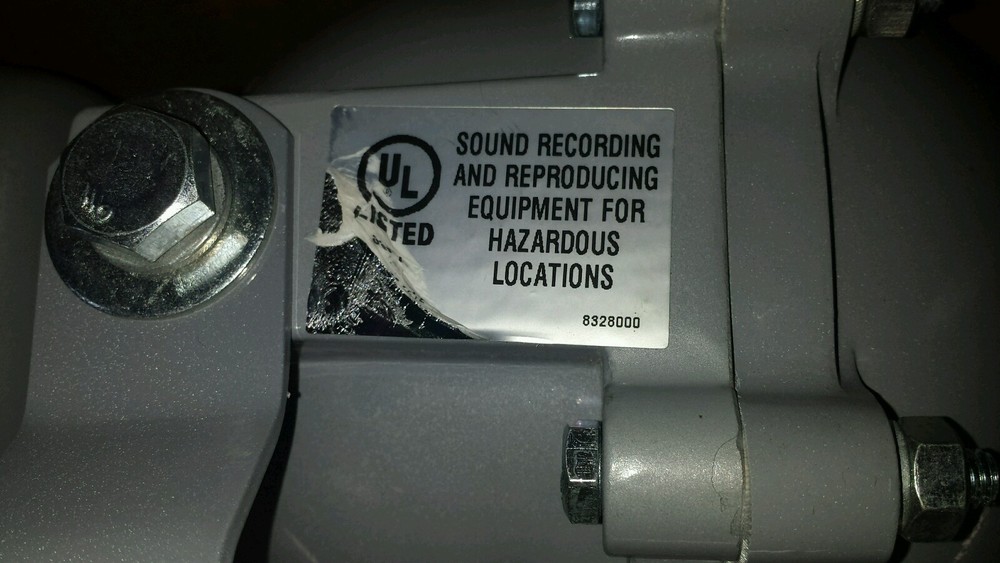 UL
LISTED
SOUND RECORDING
AND REPRODUCING
EQUIPMENT FOR
HAZARDOUS
LOCATIONS
8328000